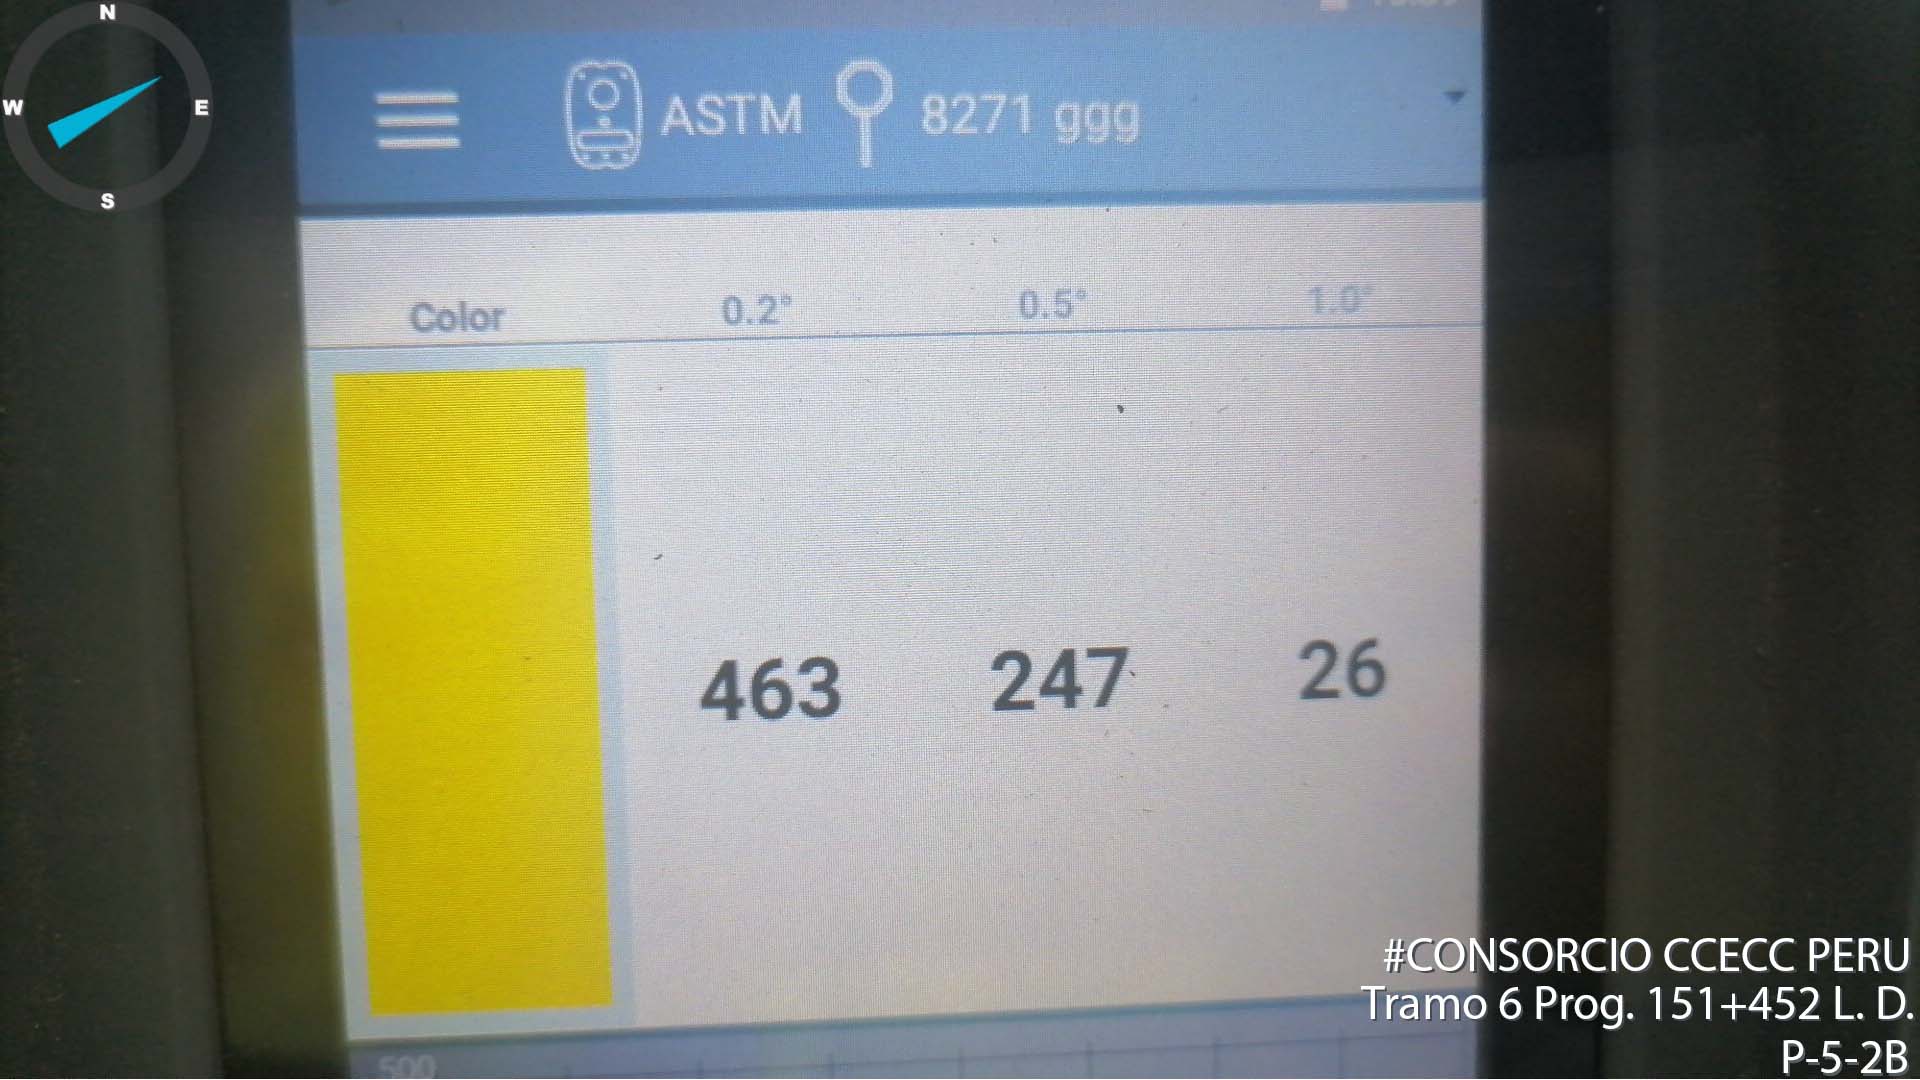 N
W E
S
ASTM 8271 ggg
Color 0.2° 0.5° 1.0°
463 247 26
500
#CONSORCIO CCECC PERU
Tramo 6 Prog. 151+452 L. D.
P-5-2B